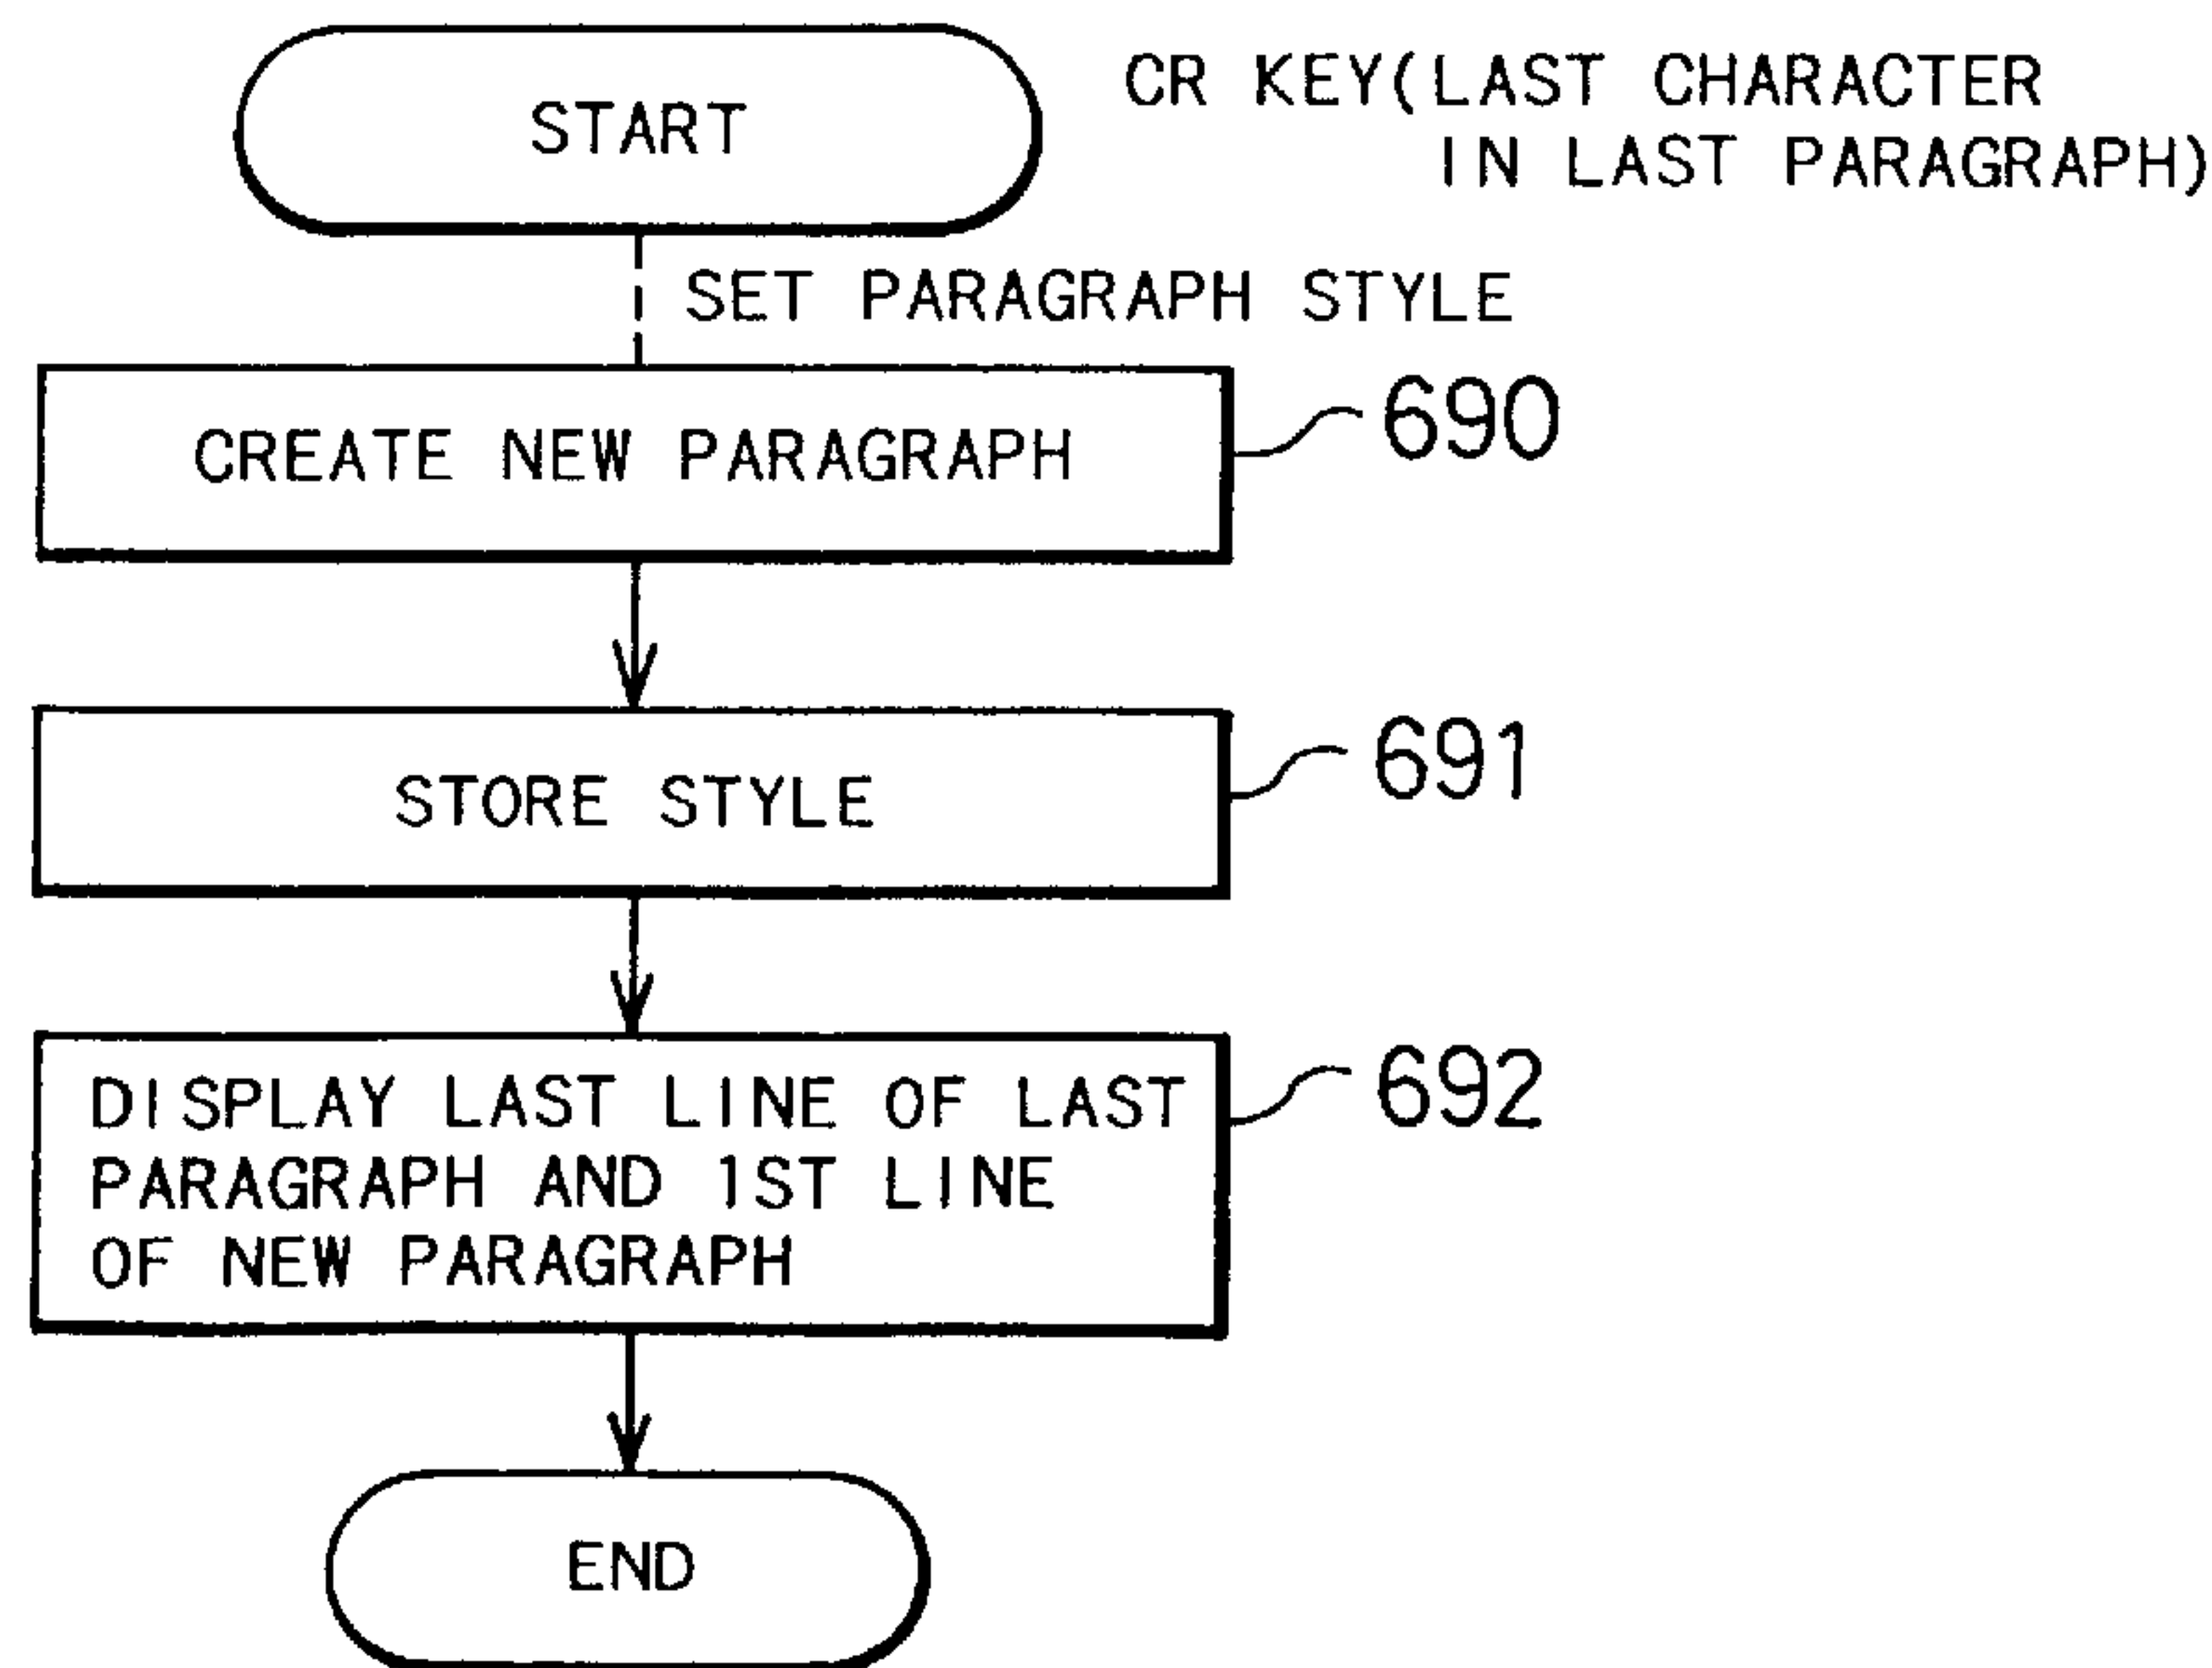 START
CR KEY(LAST CHARACTER
IN LAST PARAGRAPH)
SET PARAGRAPH STYLE
CREATE NEW PARAGRAPH
690
STORE STYLE
691
DISPLAY LAST LINE OF LAST
PARAGRAPH AND 1ST LINE
OF NEW PARAGRAPH
692
END